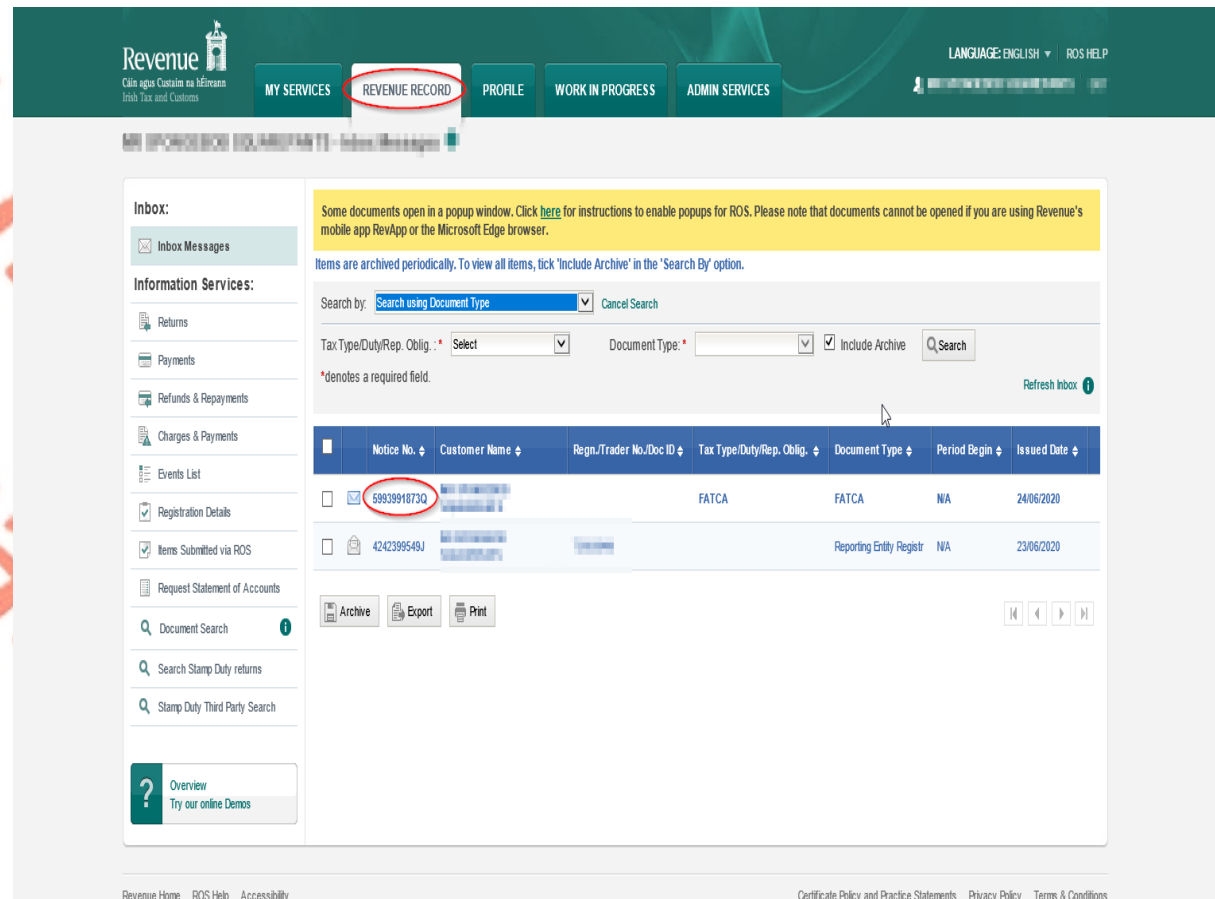 Revenue
Cáin agus Custaim na hÉireann
Irish Tax and Customs
LANGUAGE: ENGLISH ROS HELP
MY SERVICES REVENUE RECORD PROFILE WORK IN PROGRESS ADMIN SERVICES
Inbox Messages
Inbox:
Inbox Messages
Information Services:
Returns
Payments
Refunds & Repayments
Charges & Payments
Events List
Registration Details
Items Submitted via ROS
Request Statement of Accounts
Document Search
Search Stamp Duty returns
Stamp Duty Third Party Search
? Overview
Try our online Demos
Some documents open in a popup window. Click here for instructions to enable popups for ROS. Please note that documents cannot be opened if you are using Revenue's
mobile app RevApp or the Microsoft Edge browser.
Items are archived periodically. To view all items, tick 'Include Archive' in the 'Search By' option.
Search by: Search using Document Type Cancel Search
Tax Type/Duty/Rep. Oblig. :* Select Document Type: * Include Archive Search
*denotes a required field.
Refresh Inbox
Notice No. Customer Name Regn./Trader No./Doc ID Tax Type/Duty/Rep. Oblig. Document Type Period Begin Issued Date
5993991873Q FATCA FATCA N/A 24/06/2020
4242399549J Reporting Entity Registr N/A 23/06/2020
Archive Export Print
Revenue Home ROS Help Accessibility Certificate Policy and Practice Statements Privacy Policy Terms & Conditions